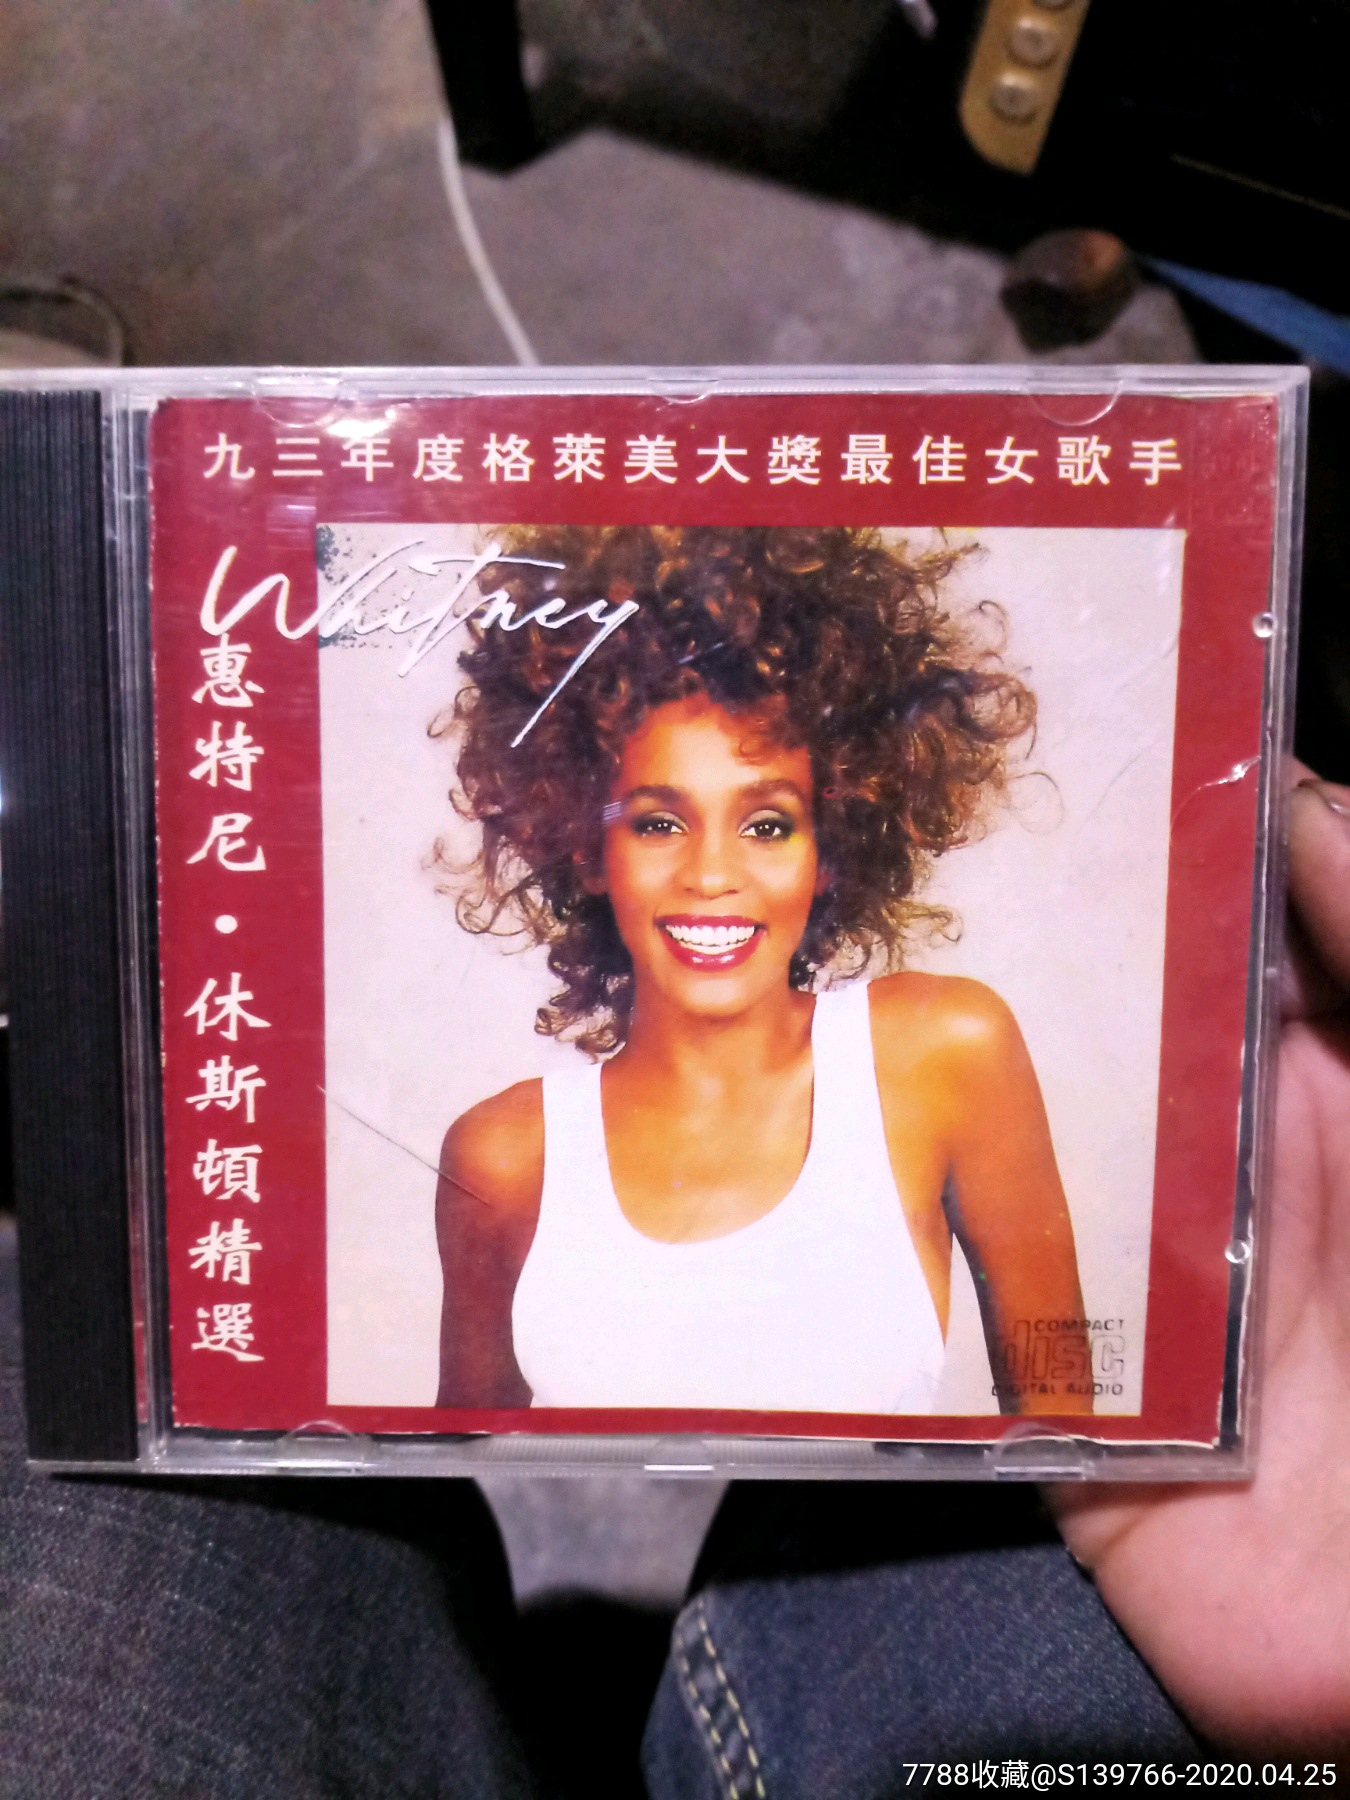 九三年度格萊美大獎最佳女歌手
Whitney
惠特尼·休斯頓精選
COMPACT
disc
DIGITAL AUDIO
7788收藏@S139766-2020.04.25